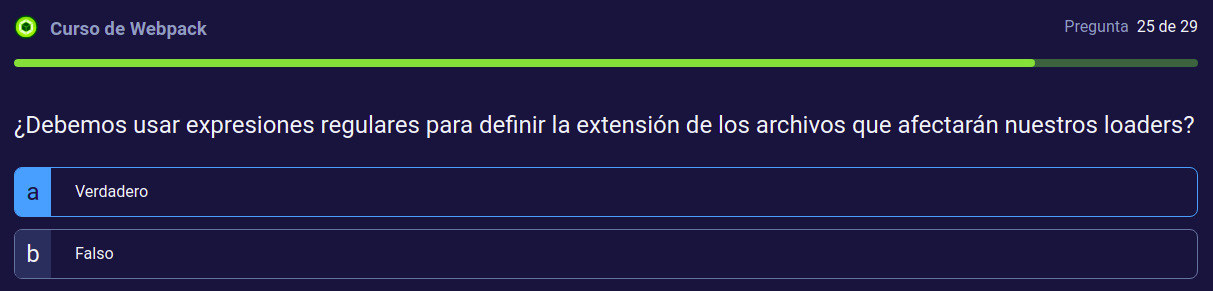 Curso de Webpack
Pregunta 25 de 29
¿Debemos usar expresiones regulares para definir la extensión de los archivos que afectarán nuestros loaders?
a Verdadero
b Falso